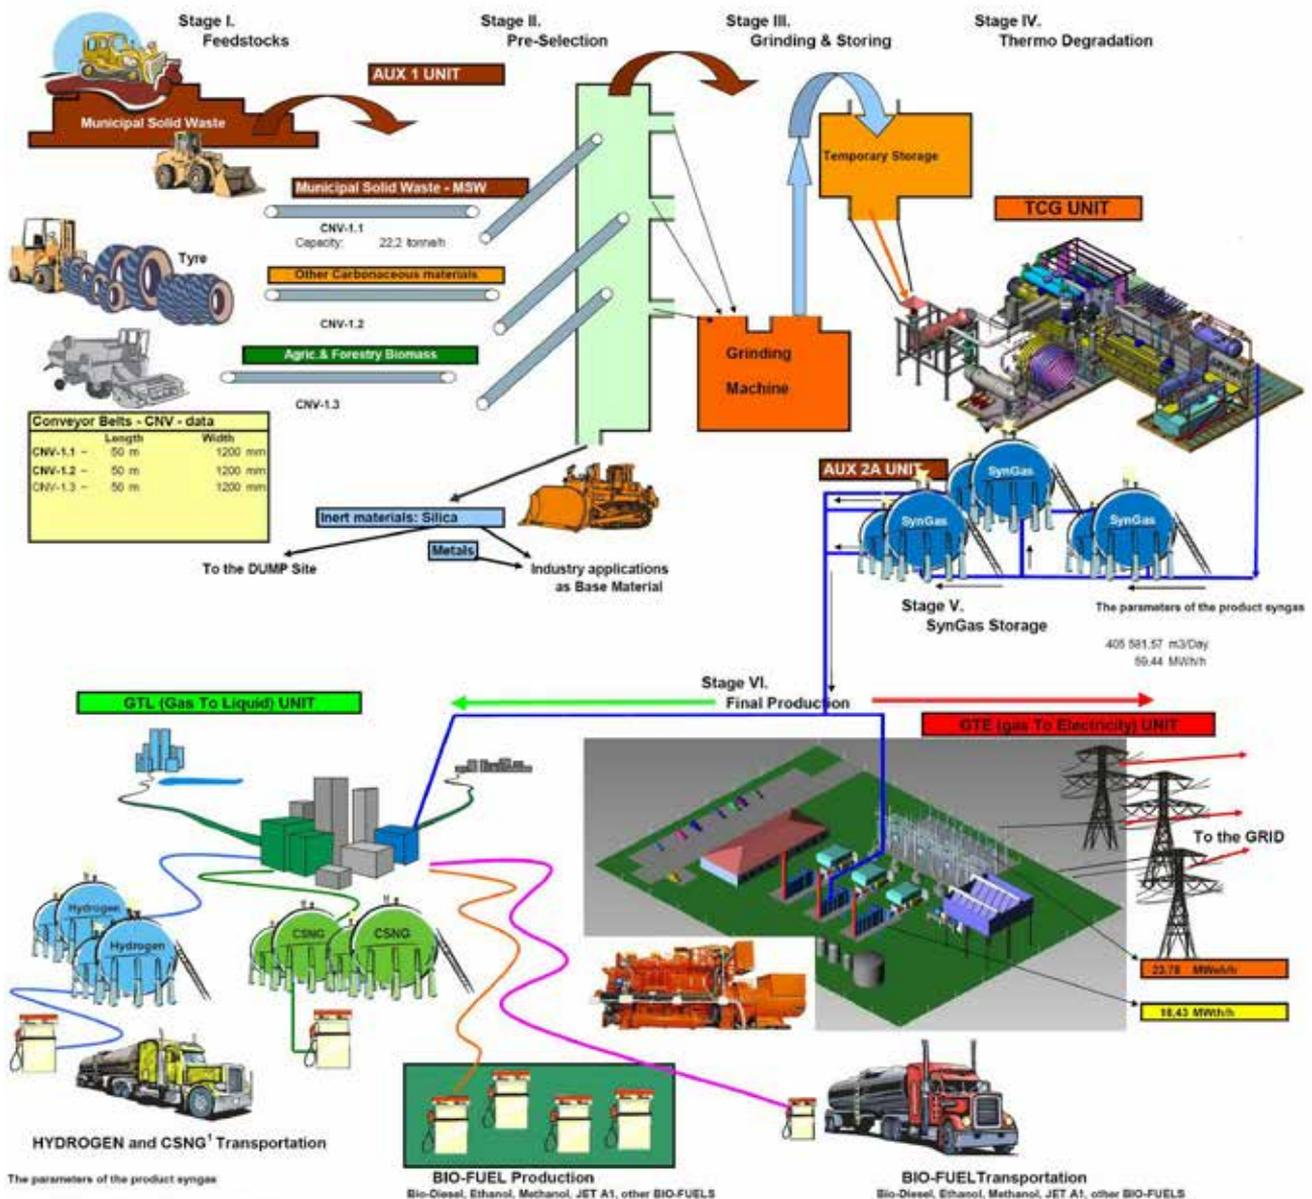 Stage I.
Feedstocks
Stage II.
Pre-Selection
Stage III.
Grinding & Storing
Stage IV.
Thermo Degradation
AUX 1 UNIT
Municipal Solid Waste
Temporary Storage
Municipal Solid Waste - MSW
TCG UNIT
CNV-1.1
Capacity: 22,2 tonne/h
Tyre
Other Carbonaceous materials
CNV-1.2
Agric.& Forestry Biomass
Grinding
Machine
CNV-1.3
Conveyor Belts - CNV - data
Length Width
CNV-1.1 – 50 m 1200 mm
CNV-1.2 – 50 m 1200 mm
CNV-1.3 – 50 m 1200 mm
AUX 2A UNIT
SynGas
SynGas
SynGas
Inert materials: Silica
Metals
To the DUMP Site
Industry applications
as Base Material
Stage V.
SynGas Storage
The parameters of the product syngas
405 581,57 m3/Day
59,44 MWh/h
Stage VI.
Final Production
GTL (Gas To Liquid) UNIT
GTE (gas To Electricity) UNIT
To the GRID
Hydrogen
Hydrogen
CSNG
CSNG
23,78 MWeh/h
18,43 MWth/h
HYDROGEN and CSNG¹ Transportation
The parameters of the product syngas
BIO-FUEL Production
Bio-Diesel, Ethanol, Methanol, JET A1, other BIO-FUELS
BIO-FUELTransportation
Bio-Diesel, Ethanol, Methanol, JET A1, other BIO-FUELS